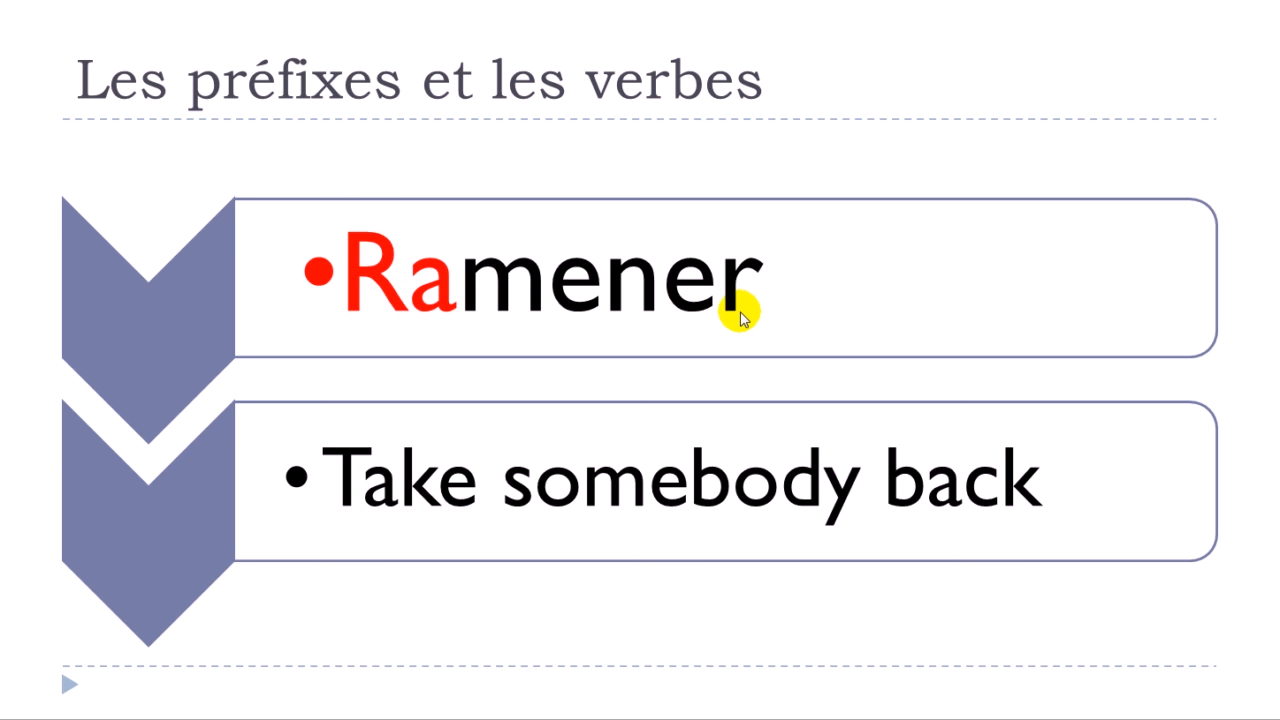 Les préfixes et les verbes
•Ramener
• Take somebody back